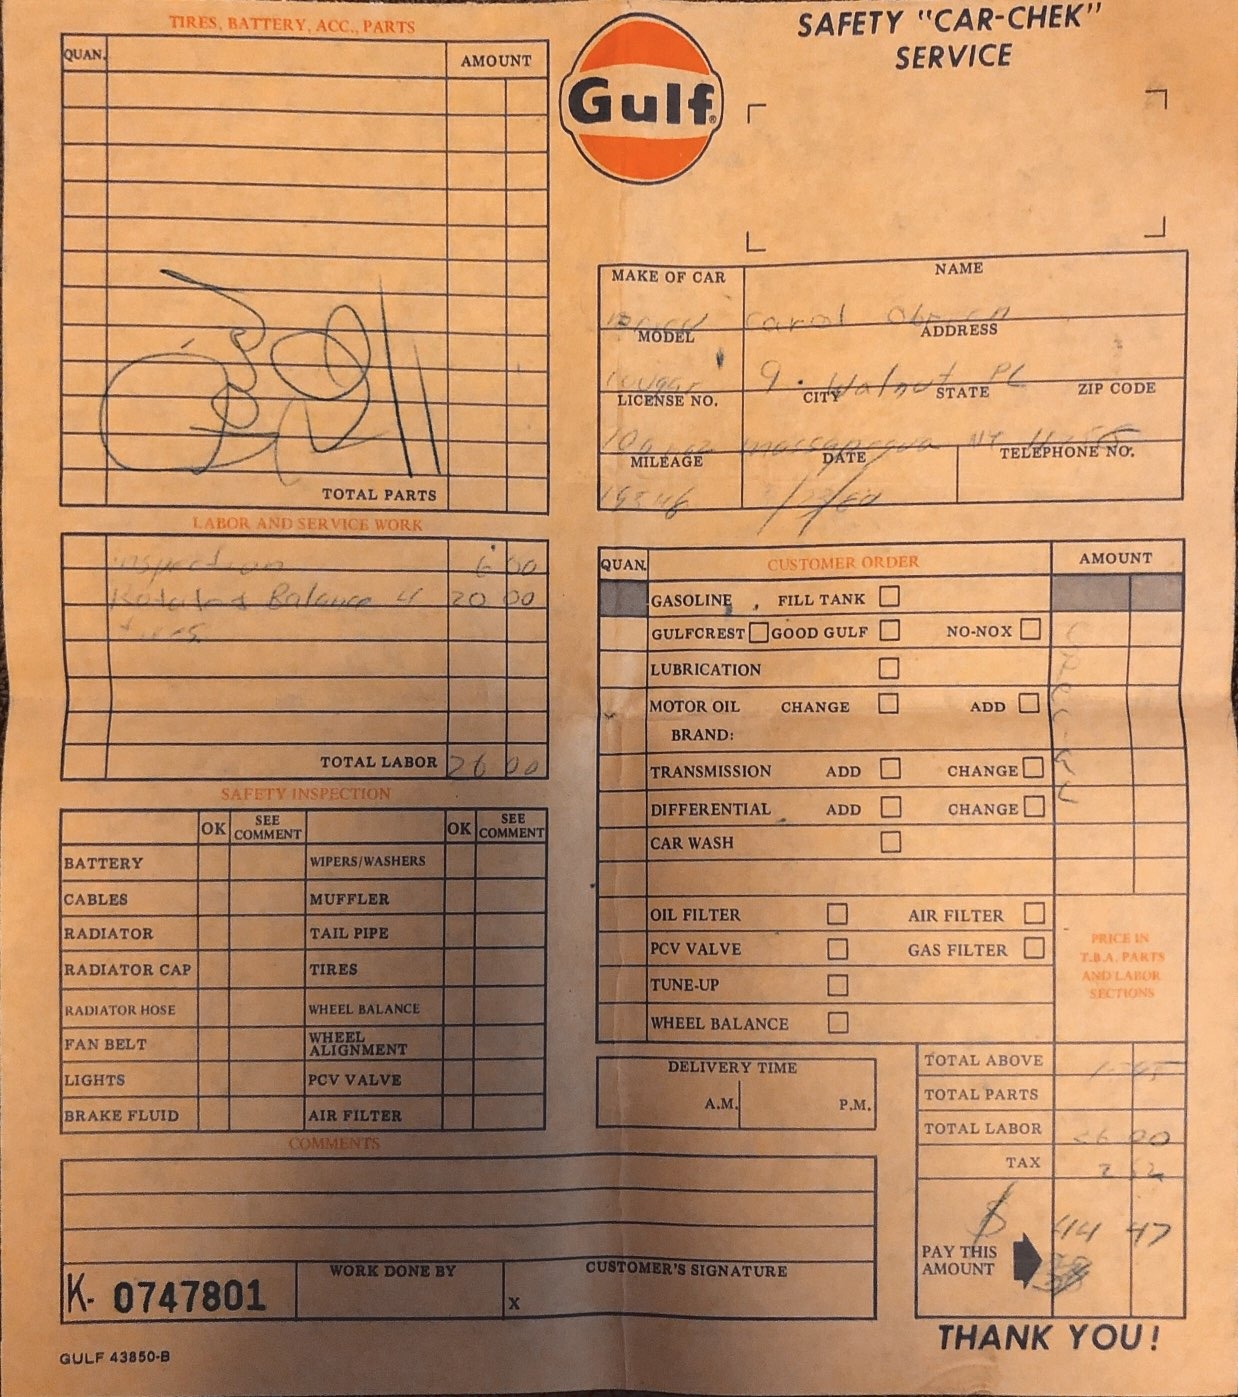 TIRES, BATTERY, ACC., PARTS
QUAN.
AMOUNT
TOTAL PARTS
Gulf®
SAFETY "CAR-CHEK"
SERVICE
MAKE OF CAR
NAME
Carol Obrien
MODEL
ADDRESS
Cougar
9. Walnut PL
LICENSE NO.
CITY
STATE
ZIP CODE
massapequa NY
MILEAGE
DATE
TELEPHONE NO.
LABOR AND SERVICE WORK
inspection 6 00
Rotate & Balance 4 20 00
tires
TOTAL LABOR 26 00
QUAN.
CUSTOMER ORDER
AMOUNT
GASOLINE FILL TANK
GULFCREST GOOD GULF NO-NOX
LUBRICATION
MOTOR OIL CHANGE ADD
BRAND:
TRANSMISSION ADD CHANGE
DIFFERENTIAL ADD CHANGE
CAR WASH
OIL FILTER AIR FILTER
PCV VALVE GAS FILTER
TUNE-UP
WHEEL BALANCE
PRICE IN
T.B.A. PARTS
AND LABOR
SECTIONS
SAFETY INSPECTION
OK SEE COMMENT OK SEE COMMENT
BATTERY WIPERS/WASHERS
CABLES MUFFLER
RADIATOR TAIL PIPE
RADIATOR CAP TIRES
RADIATOR HOSE WHEEL BALANCE
FAN BELT WHEEL ALIGNMENT
LIGHTS PCV VALVE
BRAKE FLUID AIR FILTER
DELIVERY TIME
A.M. P.M.
TOTAL ABOVE
TOTAL PARTS
TOTAL LABOR 26 00
TAX
$ 44 47
PAY THIS
AMOUNT
COMMENTS
K- 0747801
WORK DONE BY
CUSTOMER'S SIGNATURE
X
GULF 43850-B
THANK YOU!